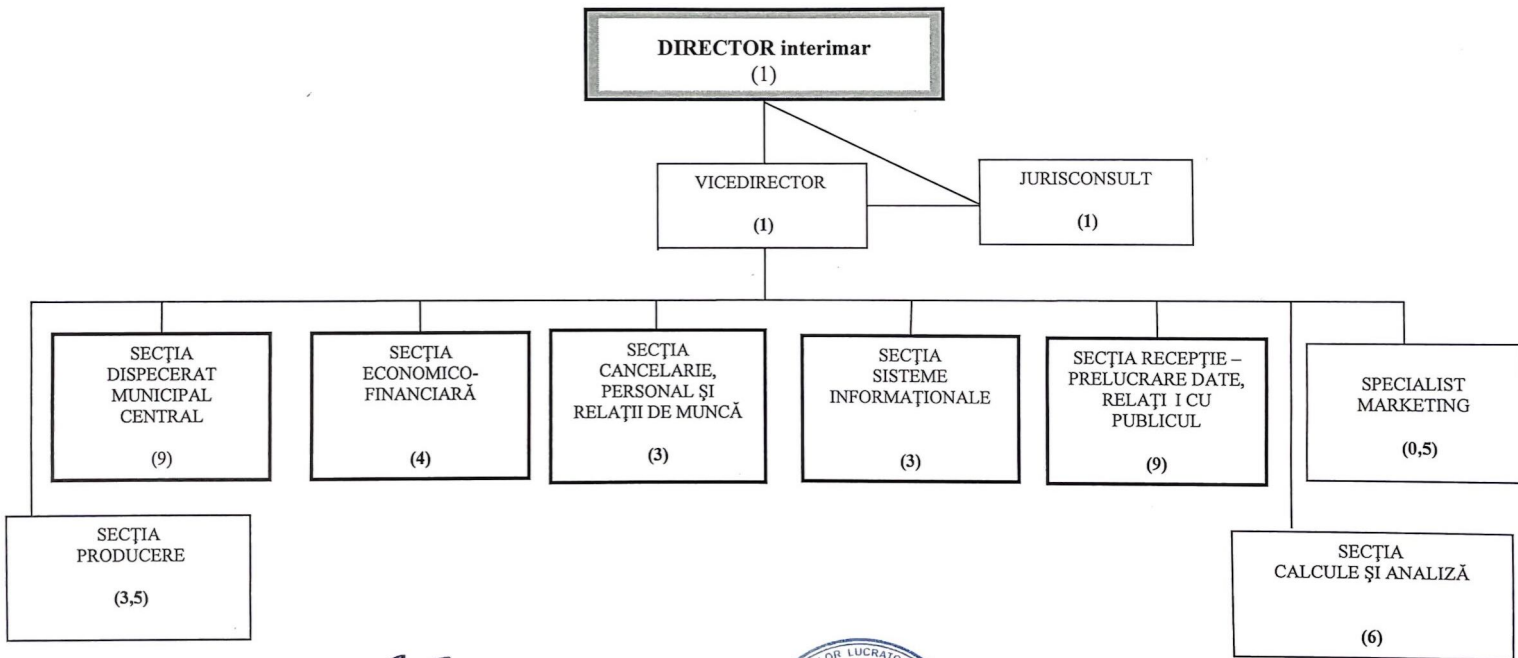 DIRECTOR interimar
(1)
VICEDIRECTOR
(1)
JURISCONSULT
(1)
SECŢIA
DISPECERAT
MUNICIPAL
CENTRAL
(9)
SECŢIA
ECONOMICO-
FINANCIARĂ
(4)
SECŢIA
CANCELARIE,
PERSONAL ŞI
RELAŢII DE MUNCĂ
(3)
SECŢIA
SISTEME
INFORMAŢIONALE
(3)
SECŢIA RECEPŢIE –
PRELUCRARE DATE,
RELAŢI I CU
PUBLICUL
(9)
SPECIALIST
MARKETING
(0,5)
SECŢIA
PRODUCERE
(3,5)
SECŢIA
CALCULE ŞI ANALIZĂ
(6)